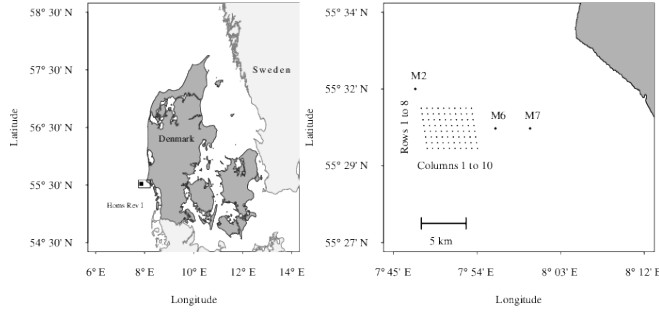 58° 30′ N
57° 30′ N
56° 30′ N
55° 30′ N
54° 30′ N
Latitude
Sweden
Denmark
Horns Rev 1
6° E
8° E
10° E
12° E
14° E
Longitude
55° 34′ N
55° 32′ N
55° 29′ N
55° 27′ N
Latitude
M2
M6
M7
Rows 1 to 8
Columns 1 to 10
5 km
7° 45′ E
7° 54′ E
8° 03′ E
8° 12′ E
Longitude